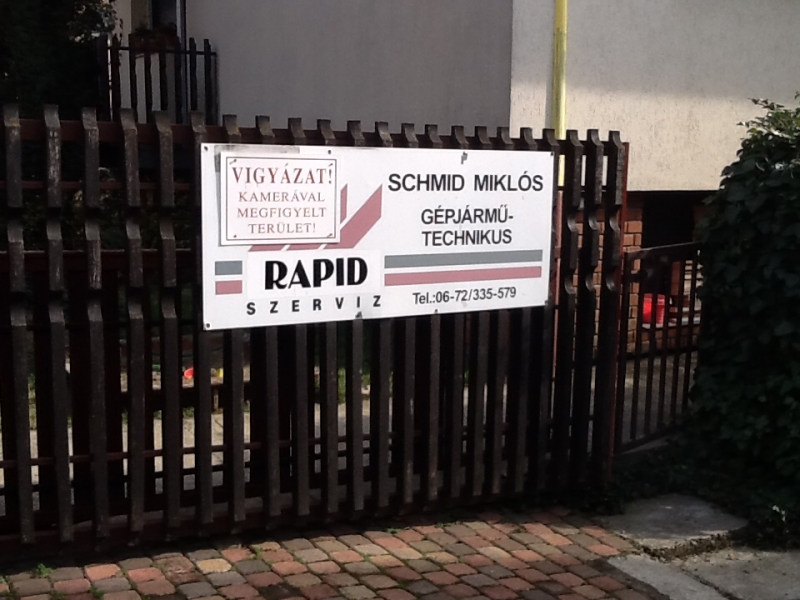 VIGYÁZAT!
KAMERÁVAL
MEGFIGYELT
TERÜLET!
RAPID
SZERVIZ
SCHMID MIKLÓS
GÉPJÁRMŰ-
TECHNIKUS
Tel.:06-72/335-579